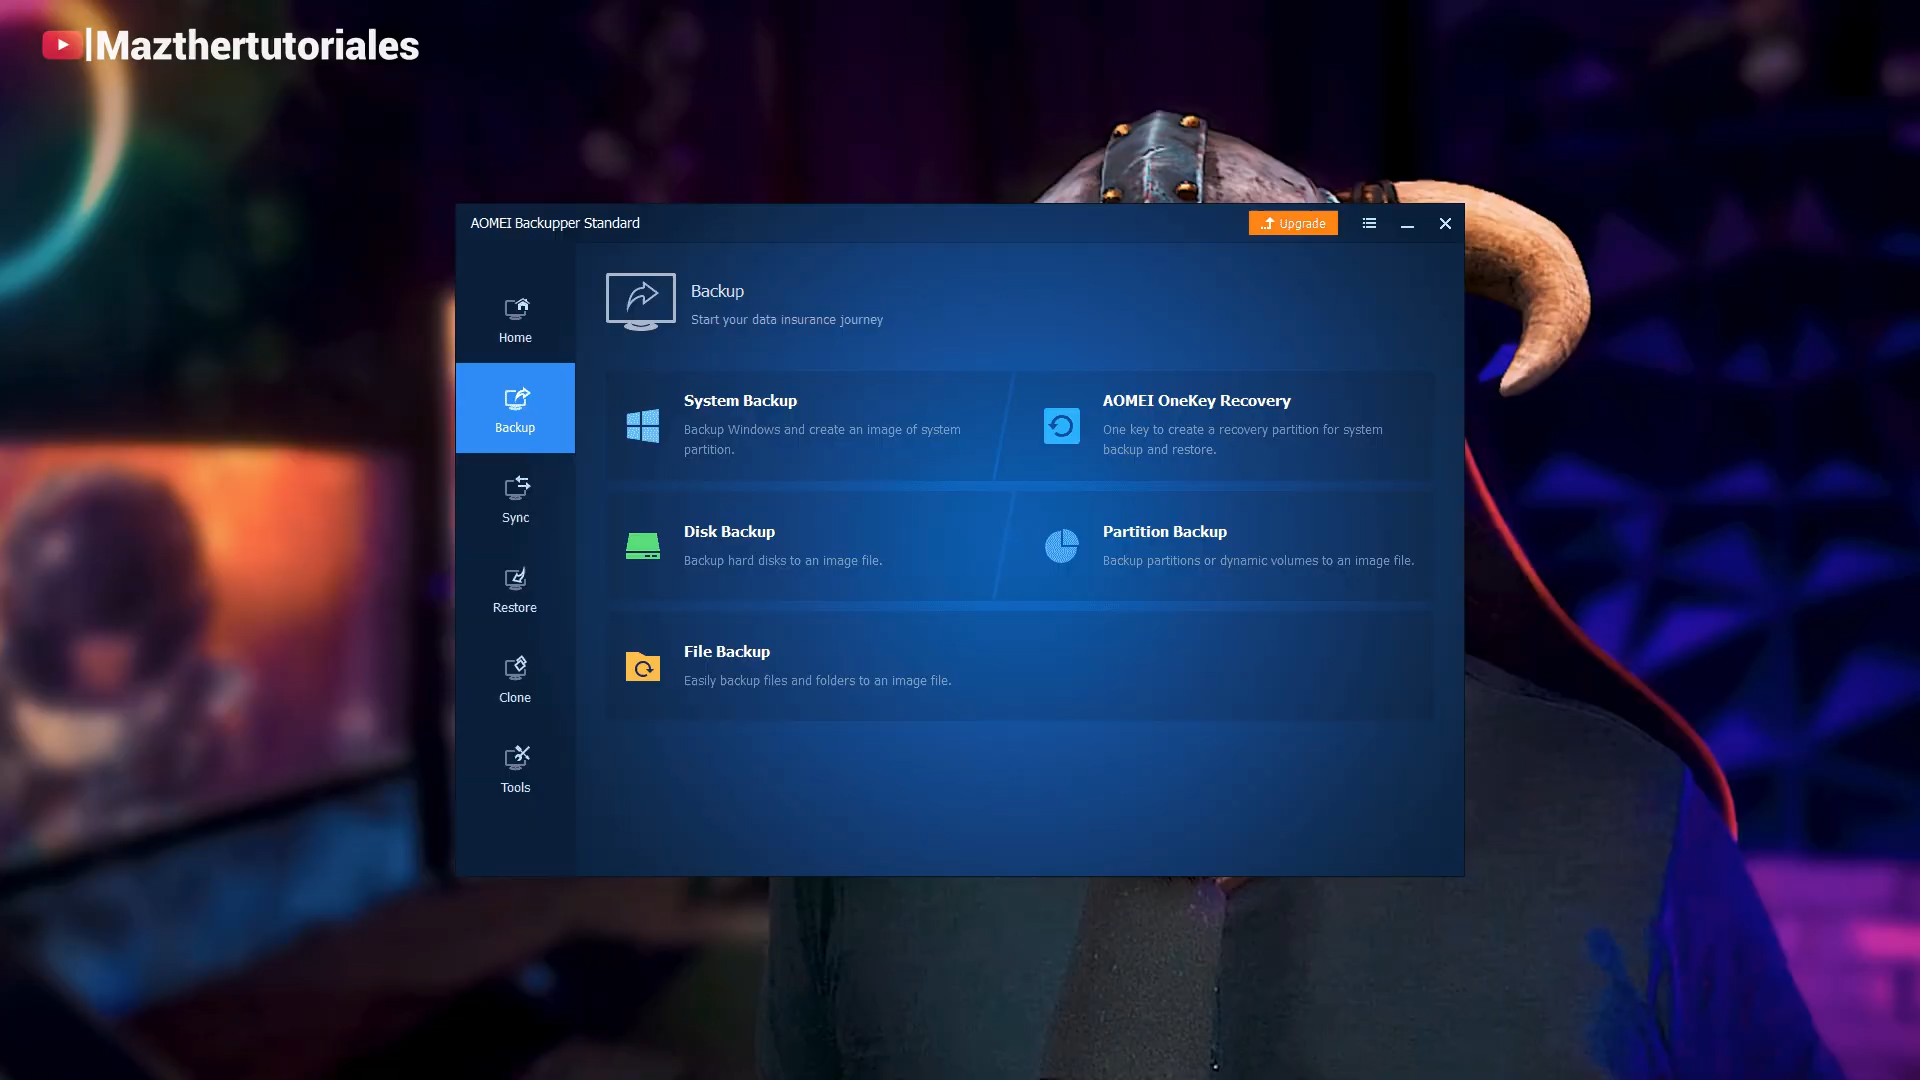 Mazthertutoriales
AOMEI Backupper Standard
Upgrade
Home
Backup
Sync
Restore
Clone
Tools
Backup
Start your data insurance journey
System Backup
Backup Windows and create an image of system
partition.
AOMEI OneKey Recovery
One key to create a recovery partition for system
backup and restore.
Disk Backup
Backup hard disks to an image file.
Partition Backup
Backup partitions or dynamic volumes to an image file.
File Backup
Easily backup files and folders to an image file.